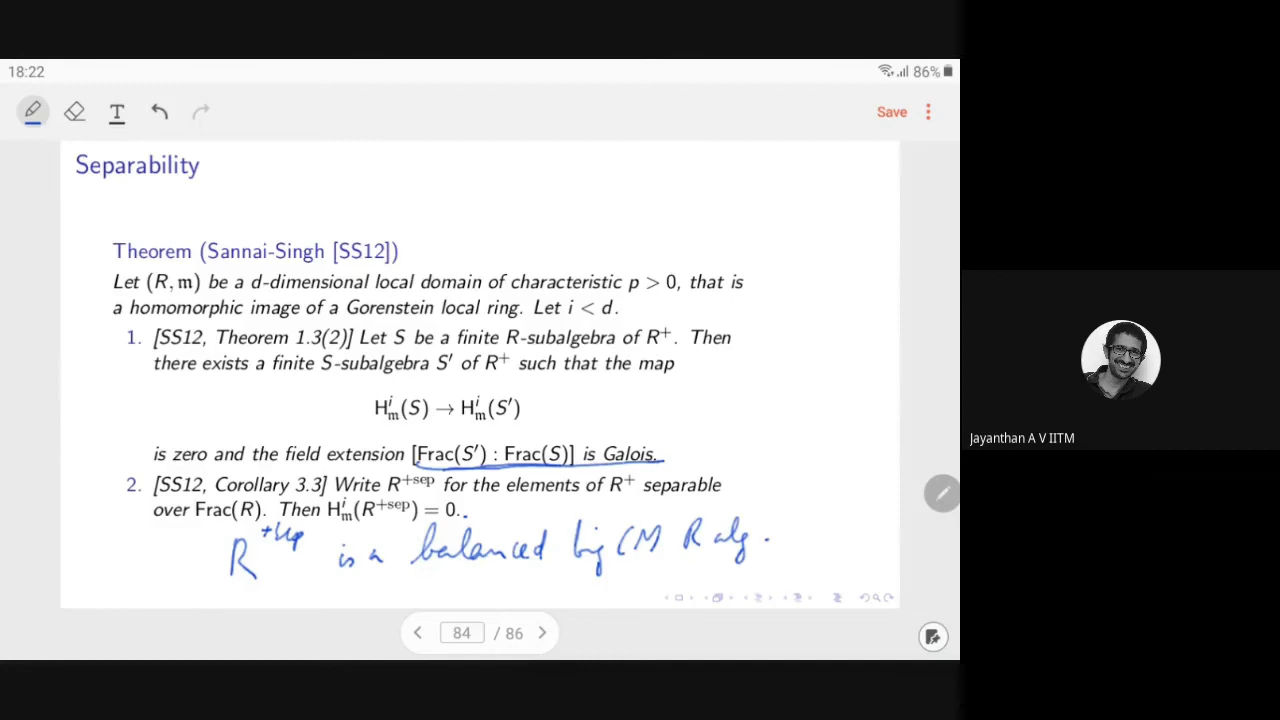 18:22
86%
T
Save
Separability
Theorem (Sannai-Singh [SS12])
Let (R, 𝔪) be a d-dimensional local domain of characteristic p > 0, that is
a homomorphic image of a Gorenstein local ring. Let i < d.
1. [SS12, Theorem 1.3(2)] Let S be a finite R-subalgebra of R⁺. Then
there exists a finite S-subalgebra S′ of R⁺ such that the map
Hⁱ_𝔪(S) → Hⁱ_𝔪(S′)
is zero and the field extension [Frac(S′) : Frac(S)] is Galois.
2. [SS12, Corollary 3.3] Write R⁺ˢᵉᵖ for the elements of R⁺ separable
over Frac(R). Then Hⁱ_𝔪(R⁺ˢᵉᵖ) = 0.
R⁺ˢᵉᵖ is a balanced big CM R alg.
84 / 86
Jayanthan A V IITM